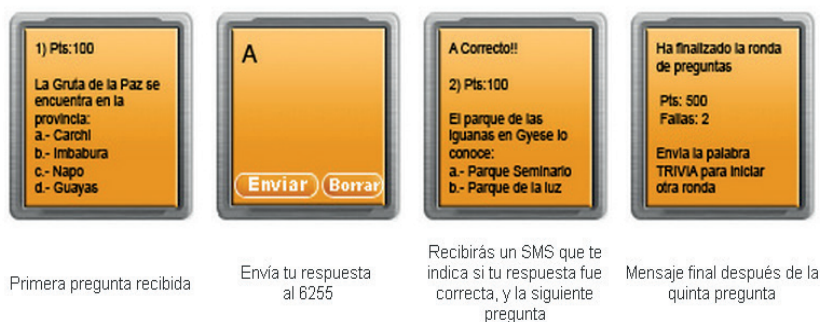 1) Pts:100
La Gruta de la Paz se
encuentra en la
provincia:
a.- Carchi
b.- Imbabura
c.- Napo
d.- Guayas
A
Enviar
Borrar
A Correcto!!
2) Pts:100
El parque de las
Iguanas en Gyese lo
conoce:
a.- Parque Seminario
b.- Parque de la luz
Ha finalizado la ronda
de preguntas
Pts: 500
Fallas: 2
Envia la palabra
TRIVIA para iniciar
otra ronda
Primera pregunta recibida
Envía tu respuesta
al 6255
Recibirás un SMS que te
indica si tu respuesta fue
correcta, y la siguiente
pregunta
Mensaje final después de la
quinta pregunta